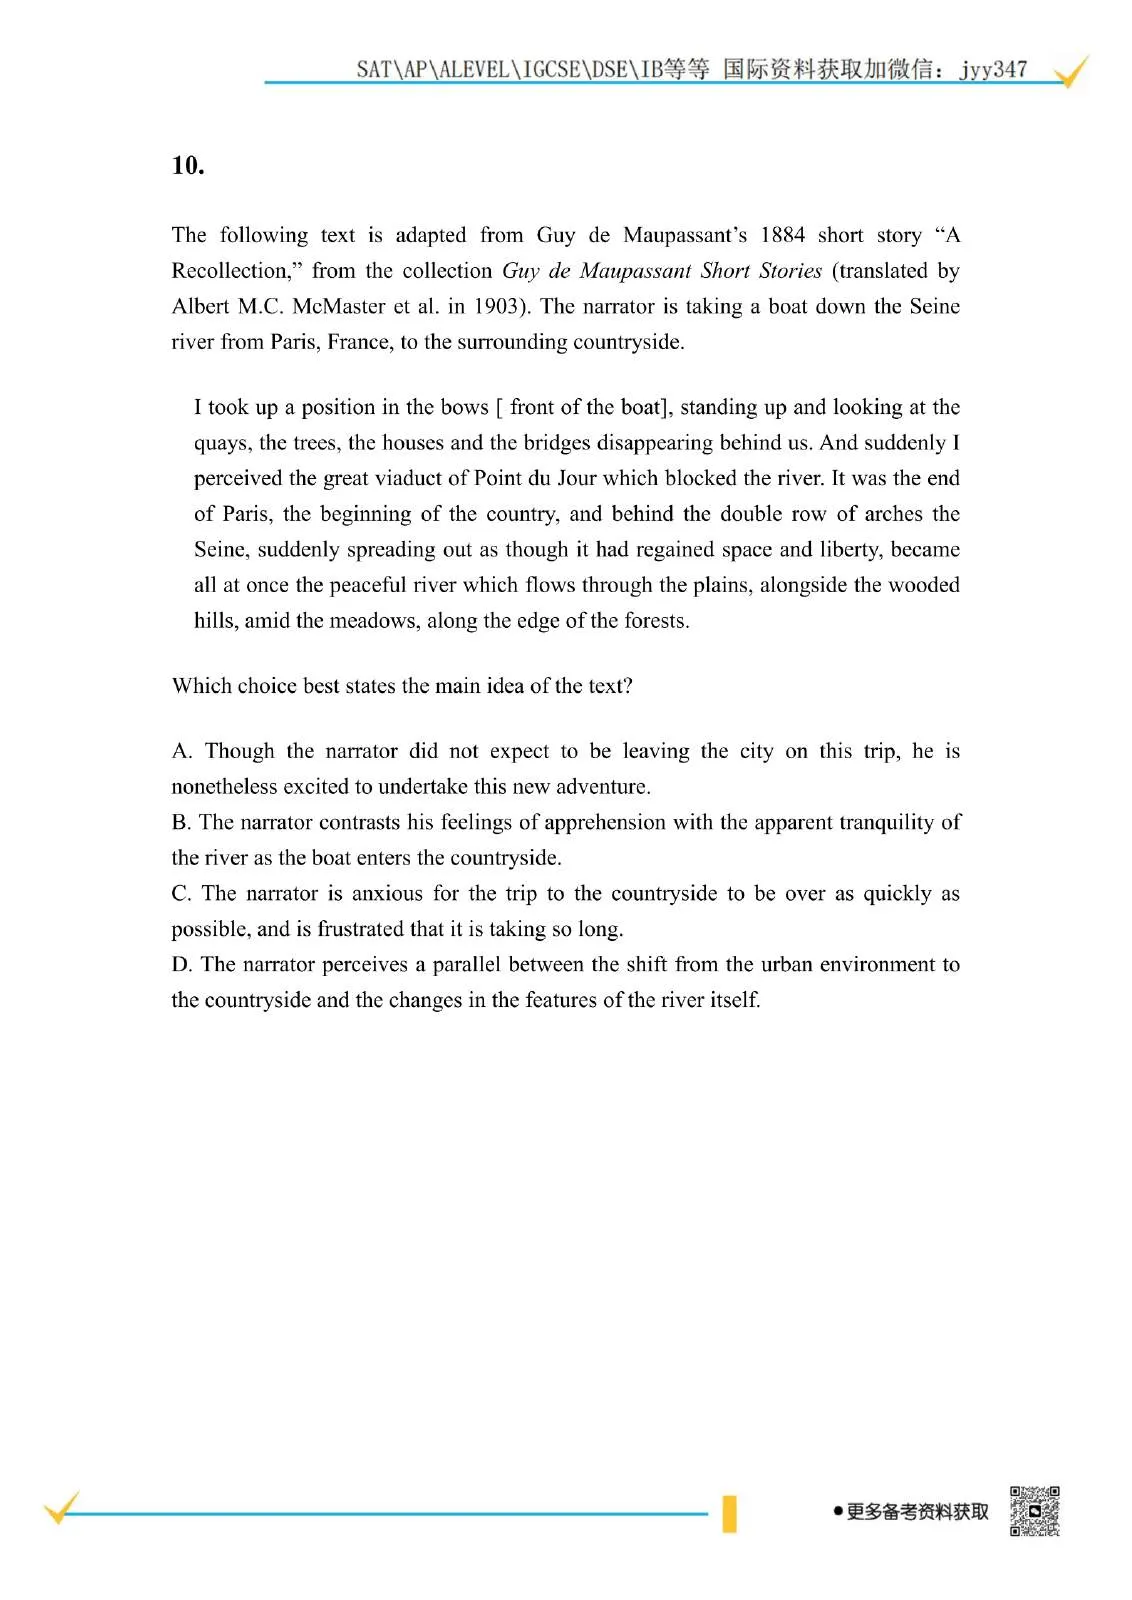 SAT\AP\ALEVEL\IGCSE\DSE\IB等等 国际资料获取加微信：jyy347
10.
The following text is adapted from Guy de Maupassant’s 1884 short story “A
Recollection,” from the collection Guy de Maupassant Short Stories (translated by
Albert M.C. McMaster et al. in 1903). The narrator is taking a boat down the Seine
river from Paris, France, to the surrounding countryside.
I took up a position in the bows [ front of the boat], standing up and looking at the
quays, the trees, the houses and the bridges disappearing behind us. And suddenly I
perceived the great viaduct of Point du Jour which blocked the river. It was the end
of Paris, the beginning of the country, and behind the double row of arches the
Seine, suddenly spreading out as though it had regained space and liberty, became
all at once the peaceful river which flows through the plains, alongside the wooded
hills, amid the meadows, along the edge of the forests.
Which choice best states the main idea of the text?
A. Though the narrator did not expect to be leaving the city on this trip, he is
nonetheless excited to undertake this new adventure.
B. The narrator contrasts his feelings of apprehension with the apparent tranquility of
the river as the boat enters the countryside.
C. The narrator is anxious for the trip to the countryside to be over as quickly as
possible, and is frustrated that it is taking so long.
D. The narrator perceives a parallel between the shift from the urban environment to
the countryside and the changes in the features of the river itself.
●更多备考资料获取